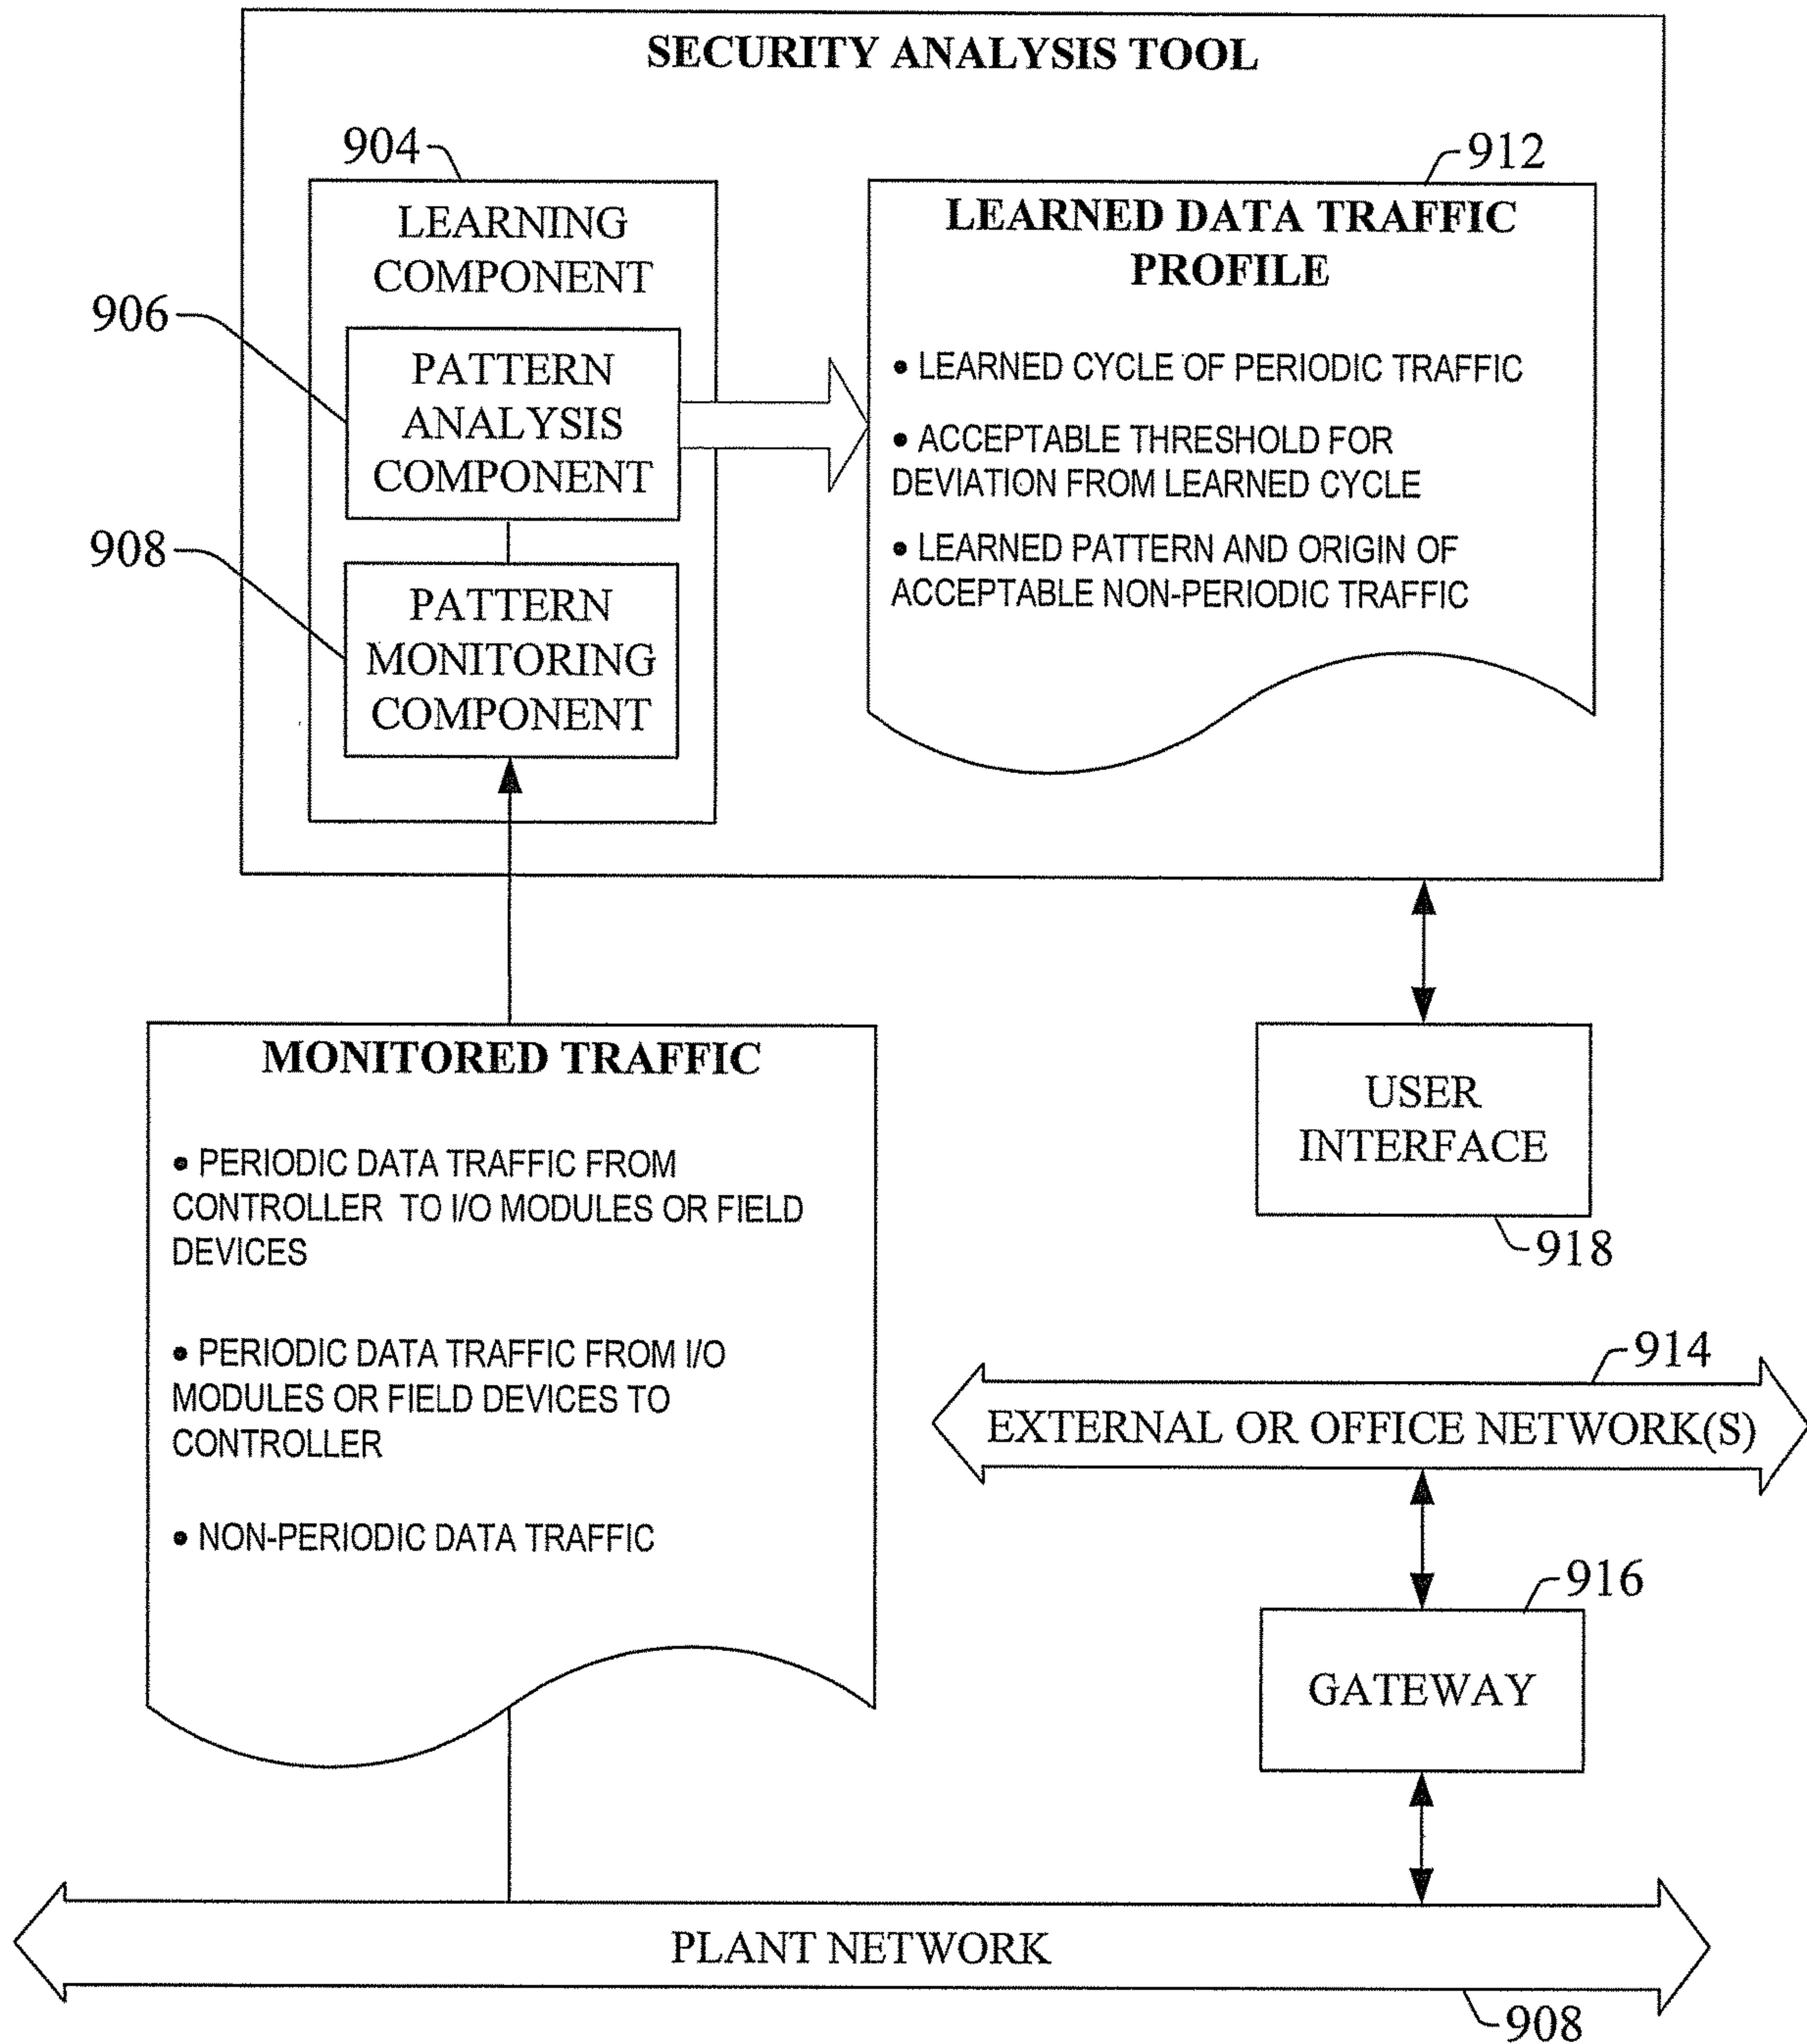 SECURITY ANALYSIS TOOL
904
912
LEARNING
COMPONENT
906
PATTERN
ANALYSIS
COMPONENT
908
PATTERN
MONITORING
COMPONENT
LEARNED DATA TRAFFIC
PROFILE
• LEARNED CYCLE OF PERIODIC TRAFFIC
• ACCEPTABLE THRESHOLD FOR
DEVIATION FROM LEARNED CYCLE
• LEARNED PATTERN AND ORIGIN OF
ACCEPTABLE NON-PERIODIC TRAFFIC
MONITORED TRAFFIC
• PERIODIC DATA TRAFFIC FROM
CONTROLLER TO I/O MODULES OR FIELD
DEVICES
• PERIODIC DATA TRAFFIC FROM I/O
MODULES OR FIELD DEVICES TO
CONTROLLER
• NON-PERIODIC DATA TRAFFIC
USER
INTERFACE
918
914
EXTERNAL OR OFFICE NETWORK(S)
916
GATEWAY
PLANT NETWORK
908